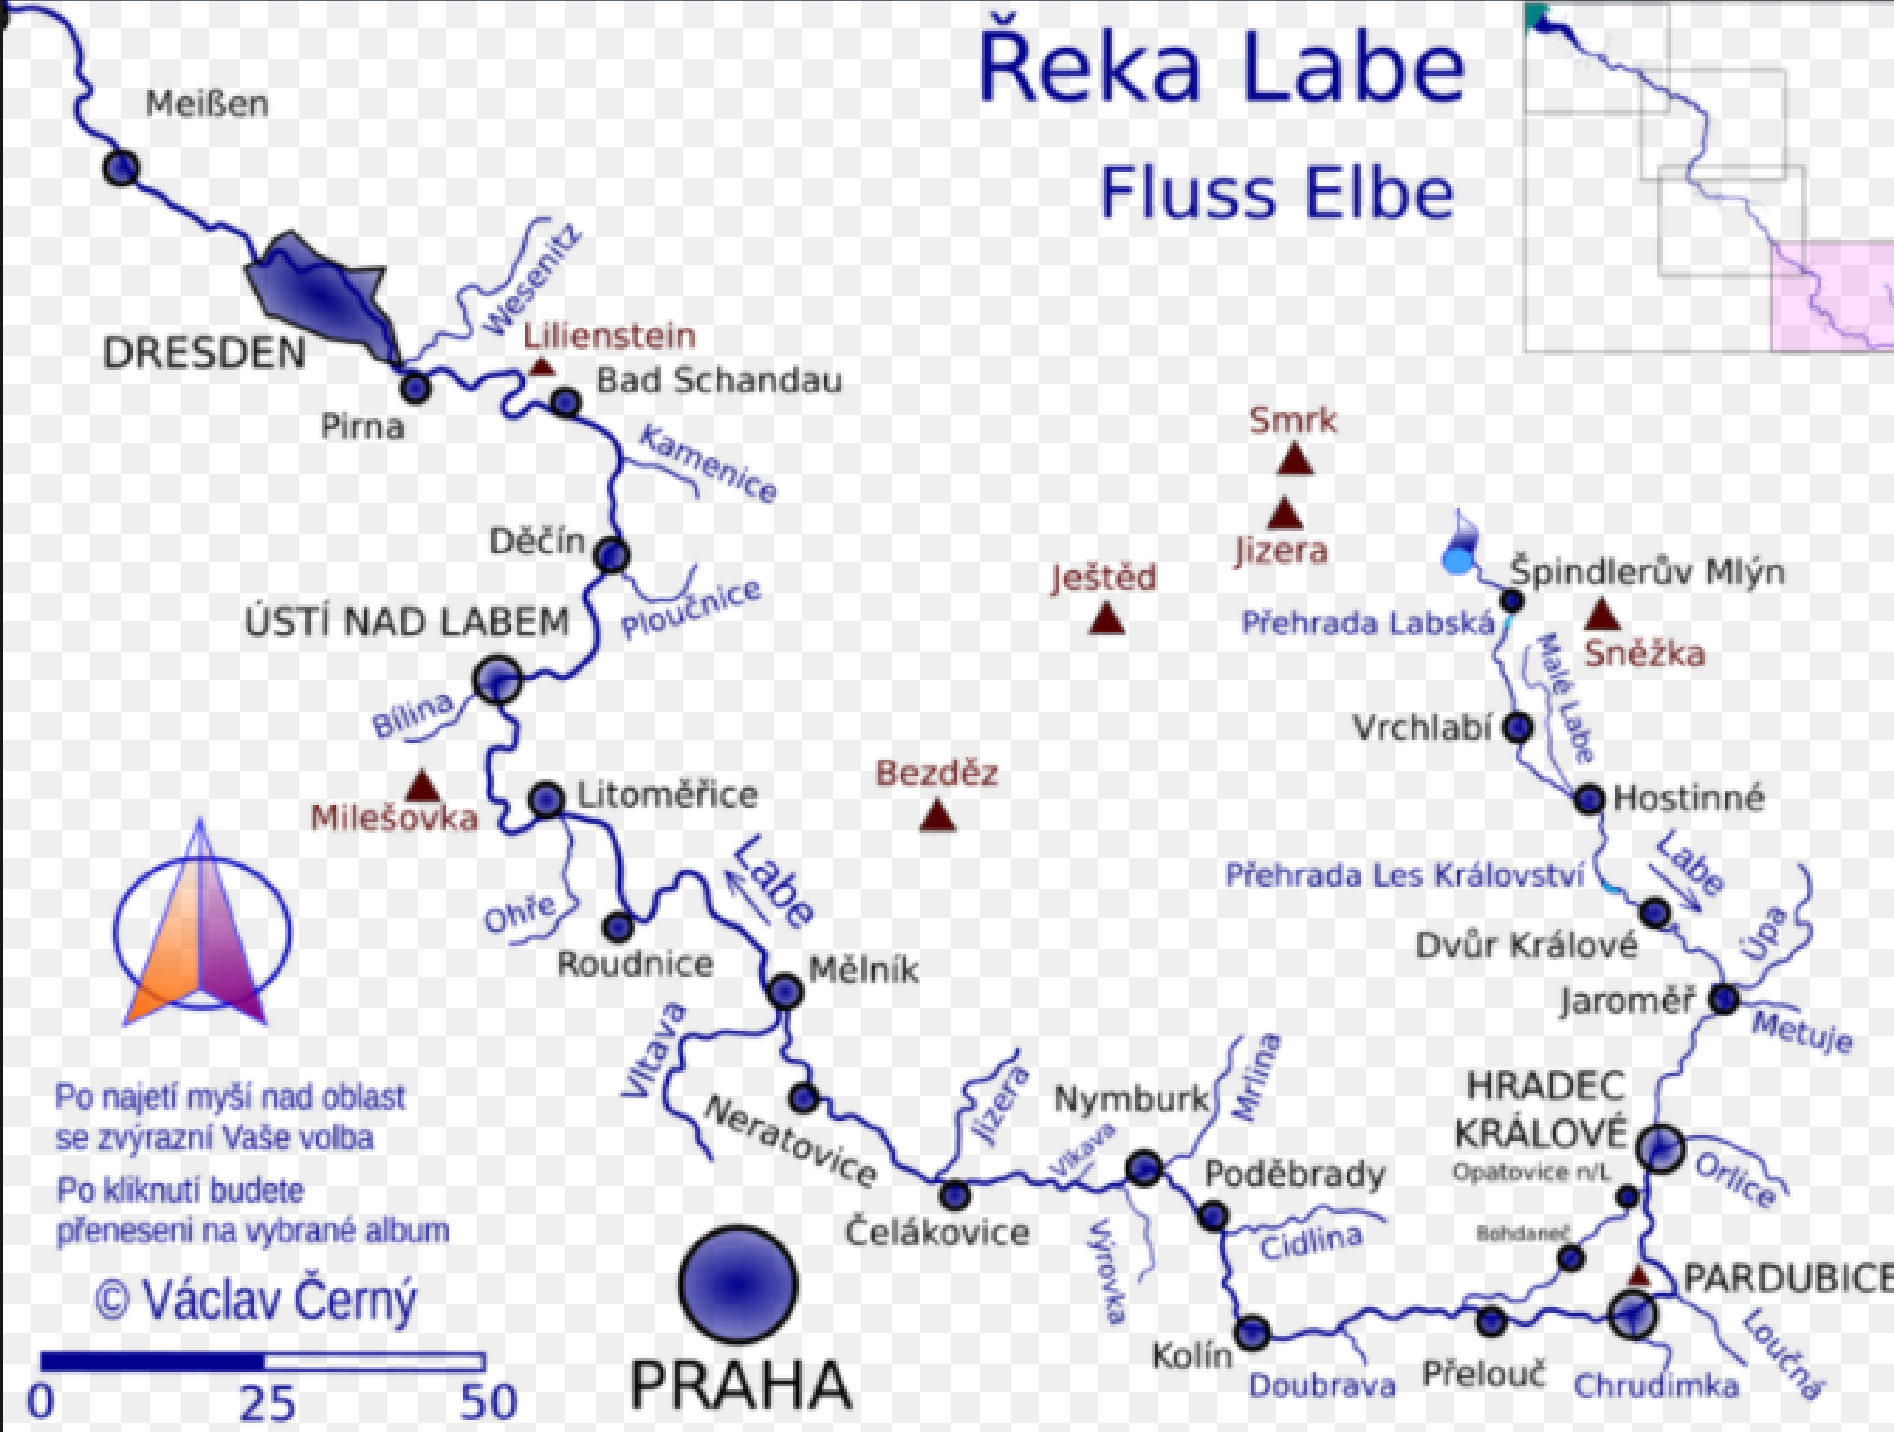 Řeka Labe
Fluss Elbe
Meißen
Wesenitz
DRESDEN
Lilienstein
Bad Schandau
Pirna
Kamenice
Smrk
Jizera
Ještěd
Děčín
Ploučnice
ÚSTÍ NAD LABEM
Bílina
Špindlerův Mlýn
Přehrada Labská
Sněžka
Malé Labe
Vrchlabí
Hostinné
Bezděz
Litoměřice
Milešovka
Labe
Ohře
Roudnice
Mělník
Přehrada Les Království
Labe
Dvůr Králové
Úpa
Jaroměř
Metuje
Vltava
Neratovice
Jizera
Nymburk
Mrlina
Vlkava
HRADEC
KRÁLOVÉ
Opatovice n/L
Orlice
Poděbrady
Čelákovice
Cidlina
Výrovka
Bohdaneč
PARDUBICE
Kolín
Doubrava
Přelouč
Chrudimka
Loučná
Po najetí myší nad oblast
se zvýrazní Vaše volba
Po kliknutí budete
přeneseni na vybrané album
© Václav Černý
PRAHA
0 25 50